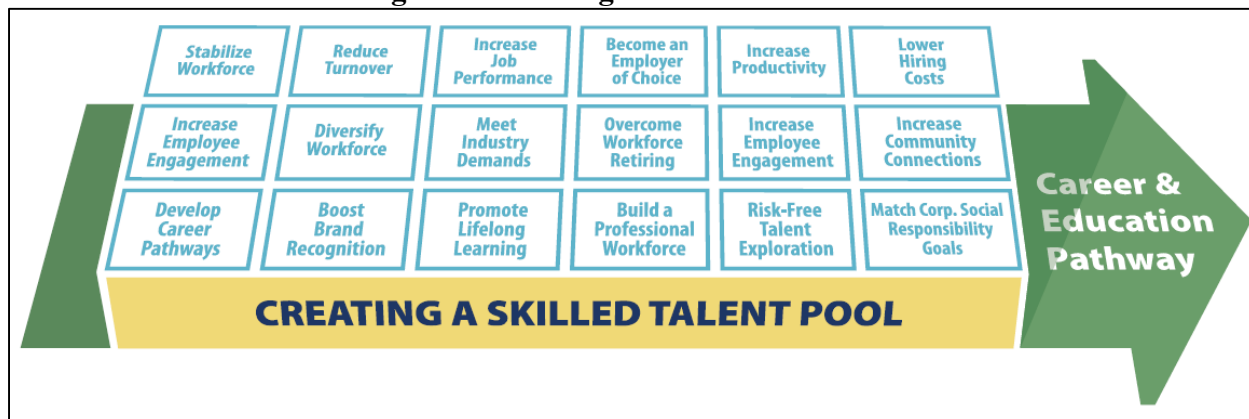 Stabilize
Workforce
Reduce
Turnover
Increase
Job
Performance
Become an
Employer
of Choice
Increase
Productivity
Lower
Hiring
Costs
Increase
Employee
Engagement
Diversify
Workforce
Meet
Industry
Demands
Overcome
Workforce
Retiring
Increase
Employee
Engagement
Increase
Community
Connections
Develop
Career
Pathways
Boost
Brand
Recognition
Promote
Lifelong
Learning
Build a
Professional
Workforce
Risk-Free
Talent
Exploration
Match Corp. Social
Responsibility
Goals
CREATING A SKILLED TALENT POOL
Career &
Education
Pathway